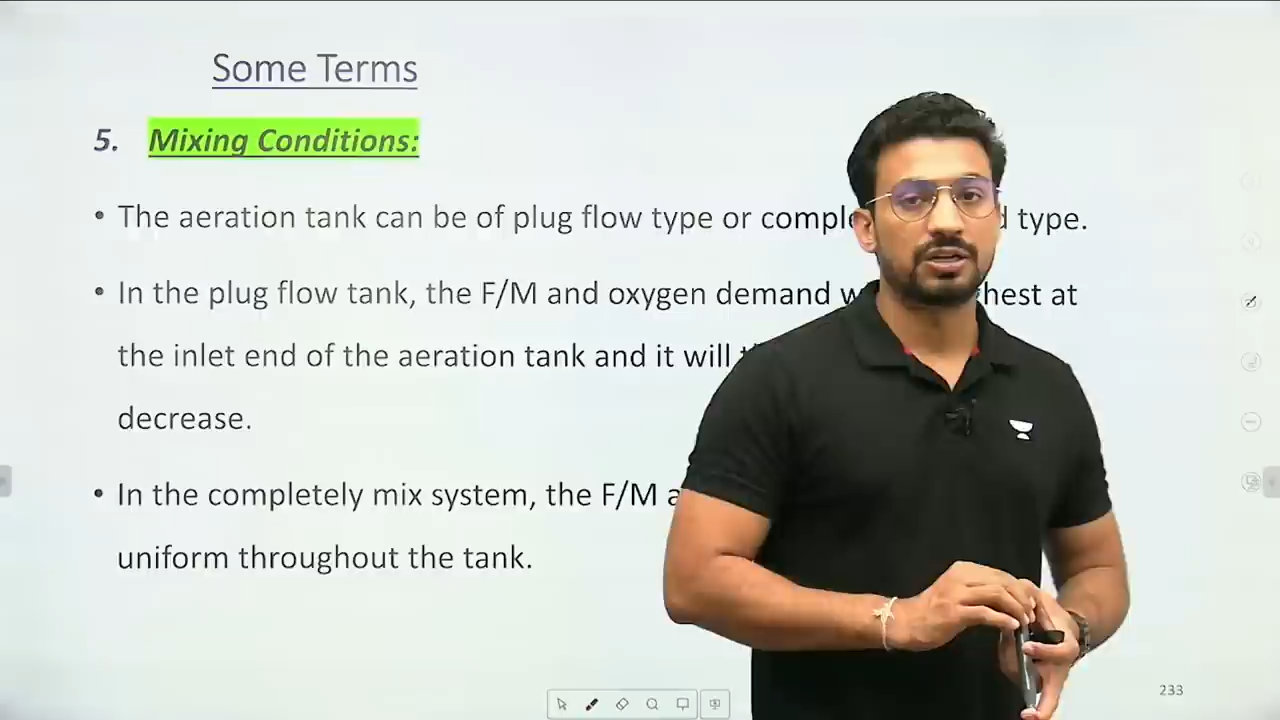 Some Terms
5. Mixing Conditions:
• The aeration tank can be of plug flow type or type.
• In the plug flow tank, the F/M and oxygen demand at
the inlet end of the aeration tank and it will
decrease.
• In the completely mix system, the F/M
uniform throughout the tank.
233